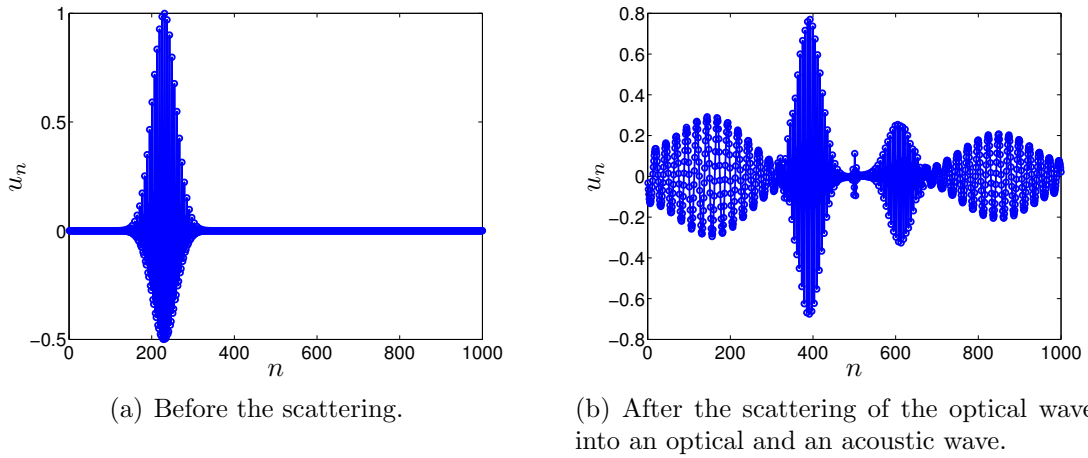 1
0.5
0
−0.5
0 200 400 600 800 1000
n
u_n
(a) Before the scattering.
0.8
0.6
0.4
0.2
0
−0.2
−0.4
−0.6
−0.8
0 200 400 600 800 1000
n
u_n
(b) After the scattering of the optical wave
into an optical and an acoustic wave.